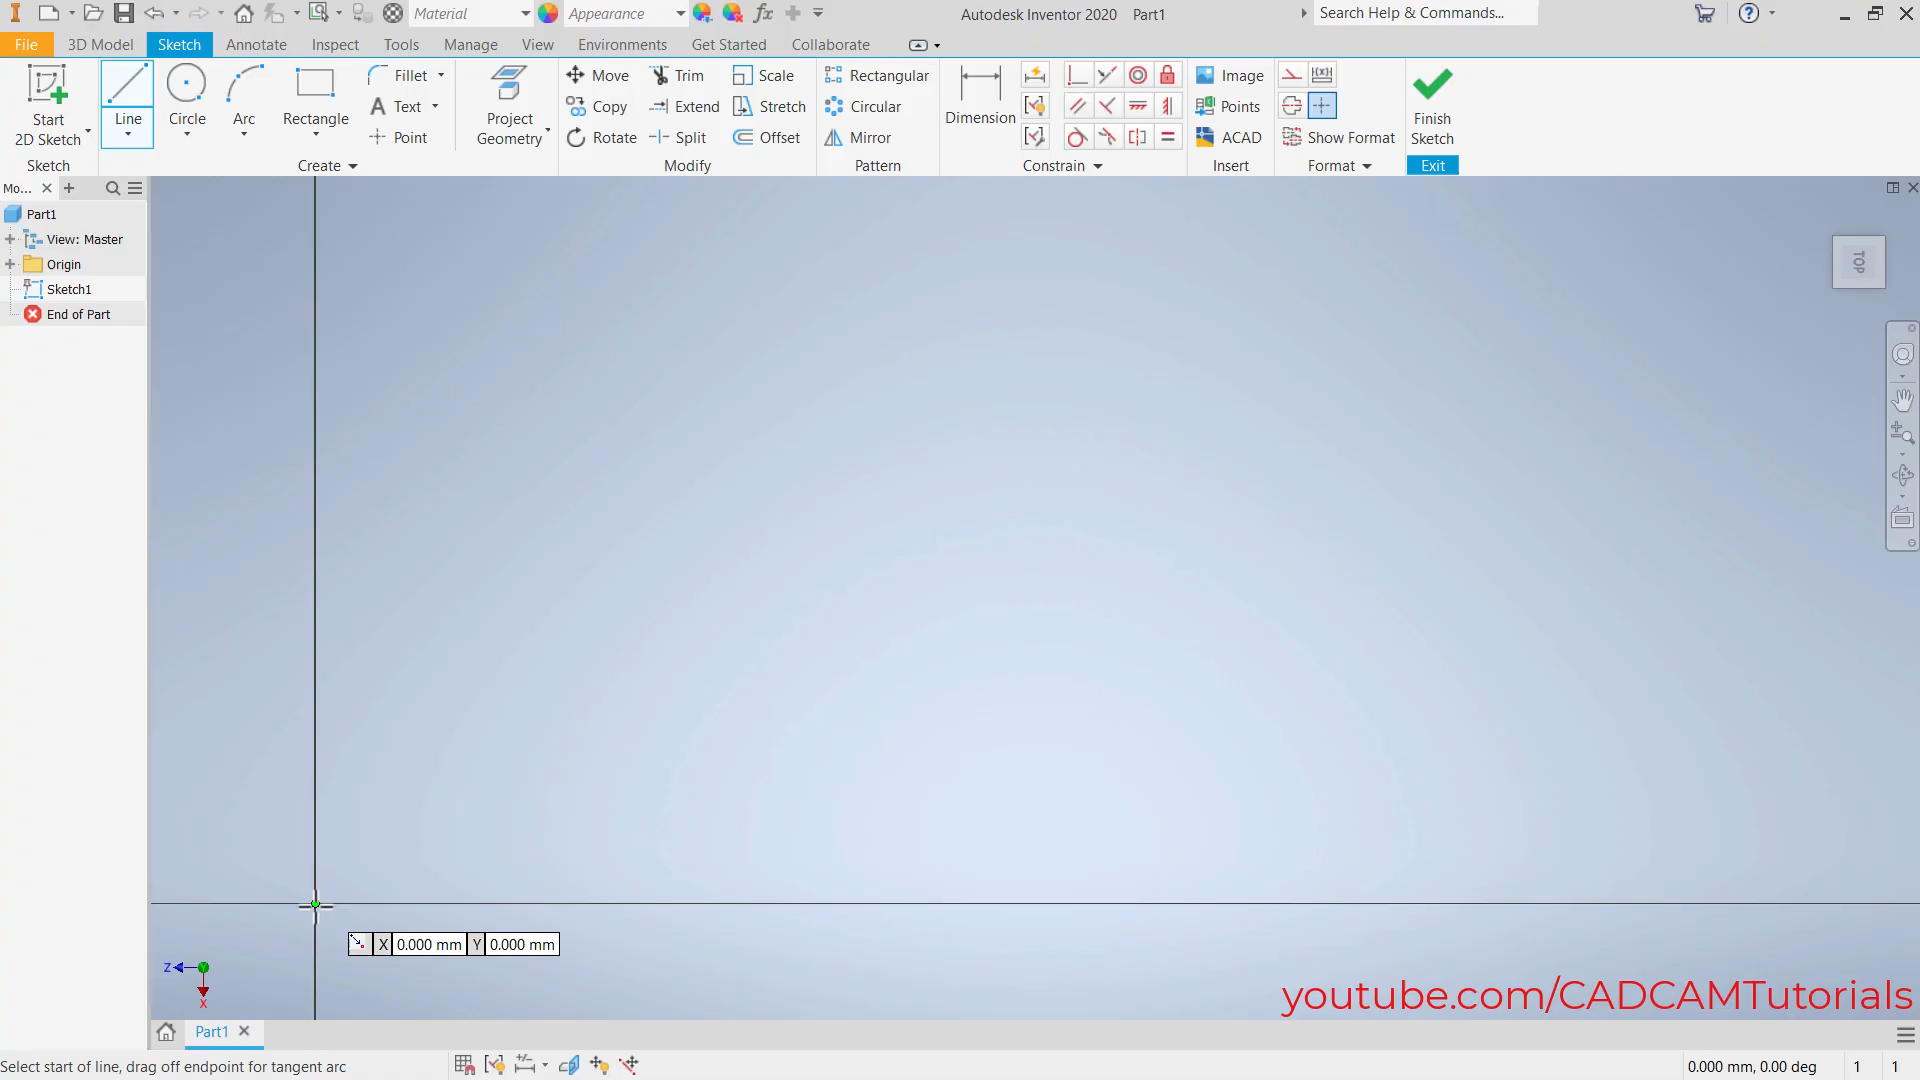 Material
Appearance
fx
Autodesk Inventor 2020 Part1
Search Help & Commands...
File
3D Model
Sketch
Annotate
Inspect
Tools
Manage
View
Environments
Get Started
Collaborate
Start
2D Sketch
Line
Circle
Arc
Rectangle
Fillet
Text
Point
Project
Geometry
Move
Copy
Rotate
Trim
Extend
Split
Scale
Stretch
Offset
Rectangular
Circular
Mirror
Dimension
Image
Points
ACAD
Show Format
Finish
Sketch
Sketch
Create
Modify
Pattern
Constrain
Insert
Format
Exit
Mo...
Part1
View: Master
Origin
Sketch1
End of Part
TOP
X 0.000 mm Y 0.000 mm
Z
Y
X
youtube.com/CADCAMTutorials
Part1
Select start of line, drag off endpoint for tangent arc
0.000 mm, 0.00 deg 1 1